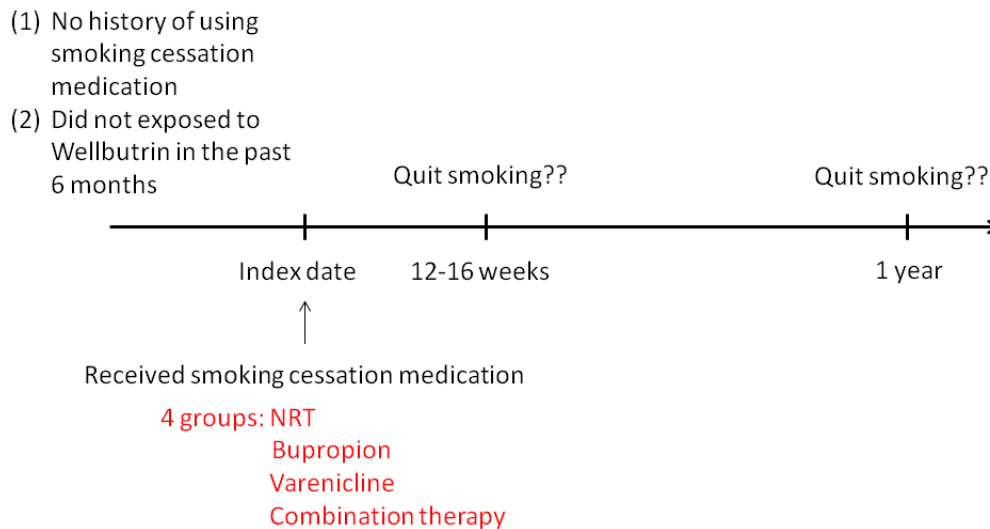 (1) No history of using
smoking cessation
medication
(2) Did not exposed to
Wellbutrin in the past
6 months
Quit smoking??
Quit smoking??
Index date
12-16 weeks
1 year
Received smoking cessation medication
4 groups: NRT
Bupropion
Varenicline
Combination therapy